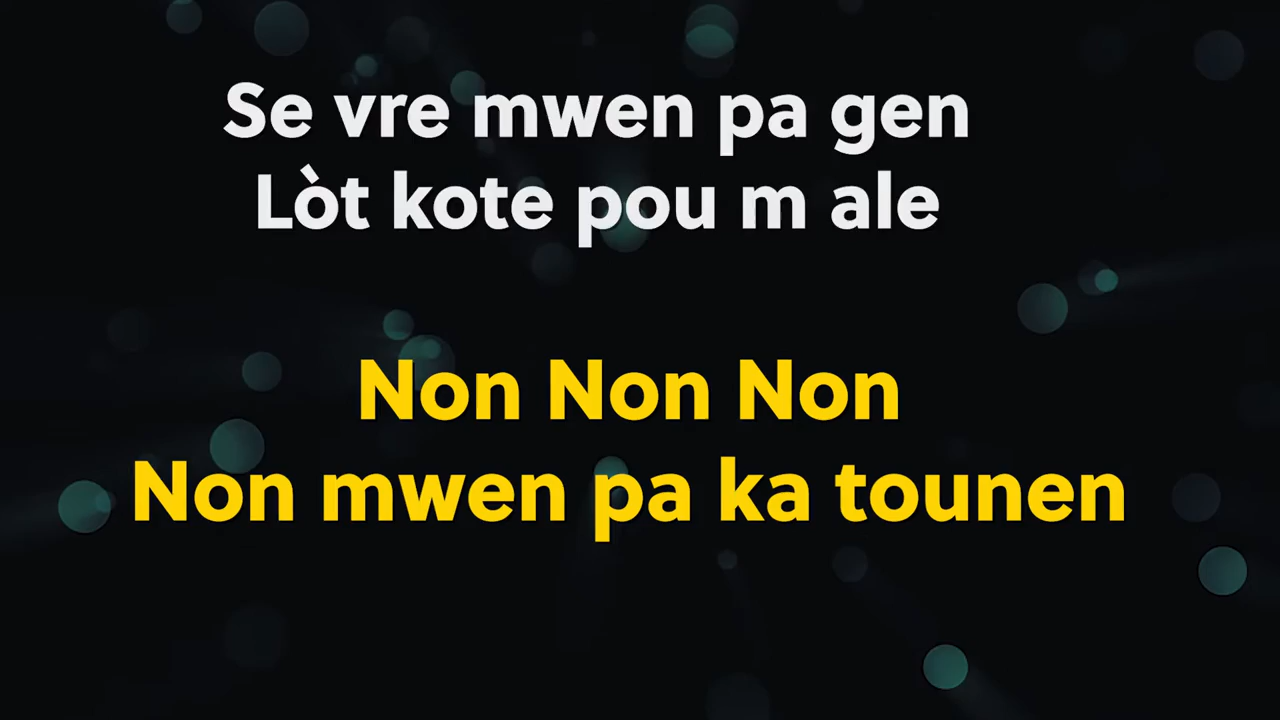 Se vre mwen pa gen
Lòt kote pou m ale
Non Non Non
Non mwen pa ka tounen